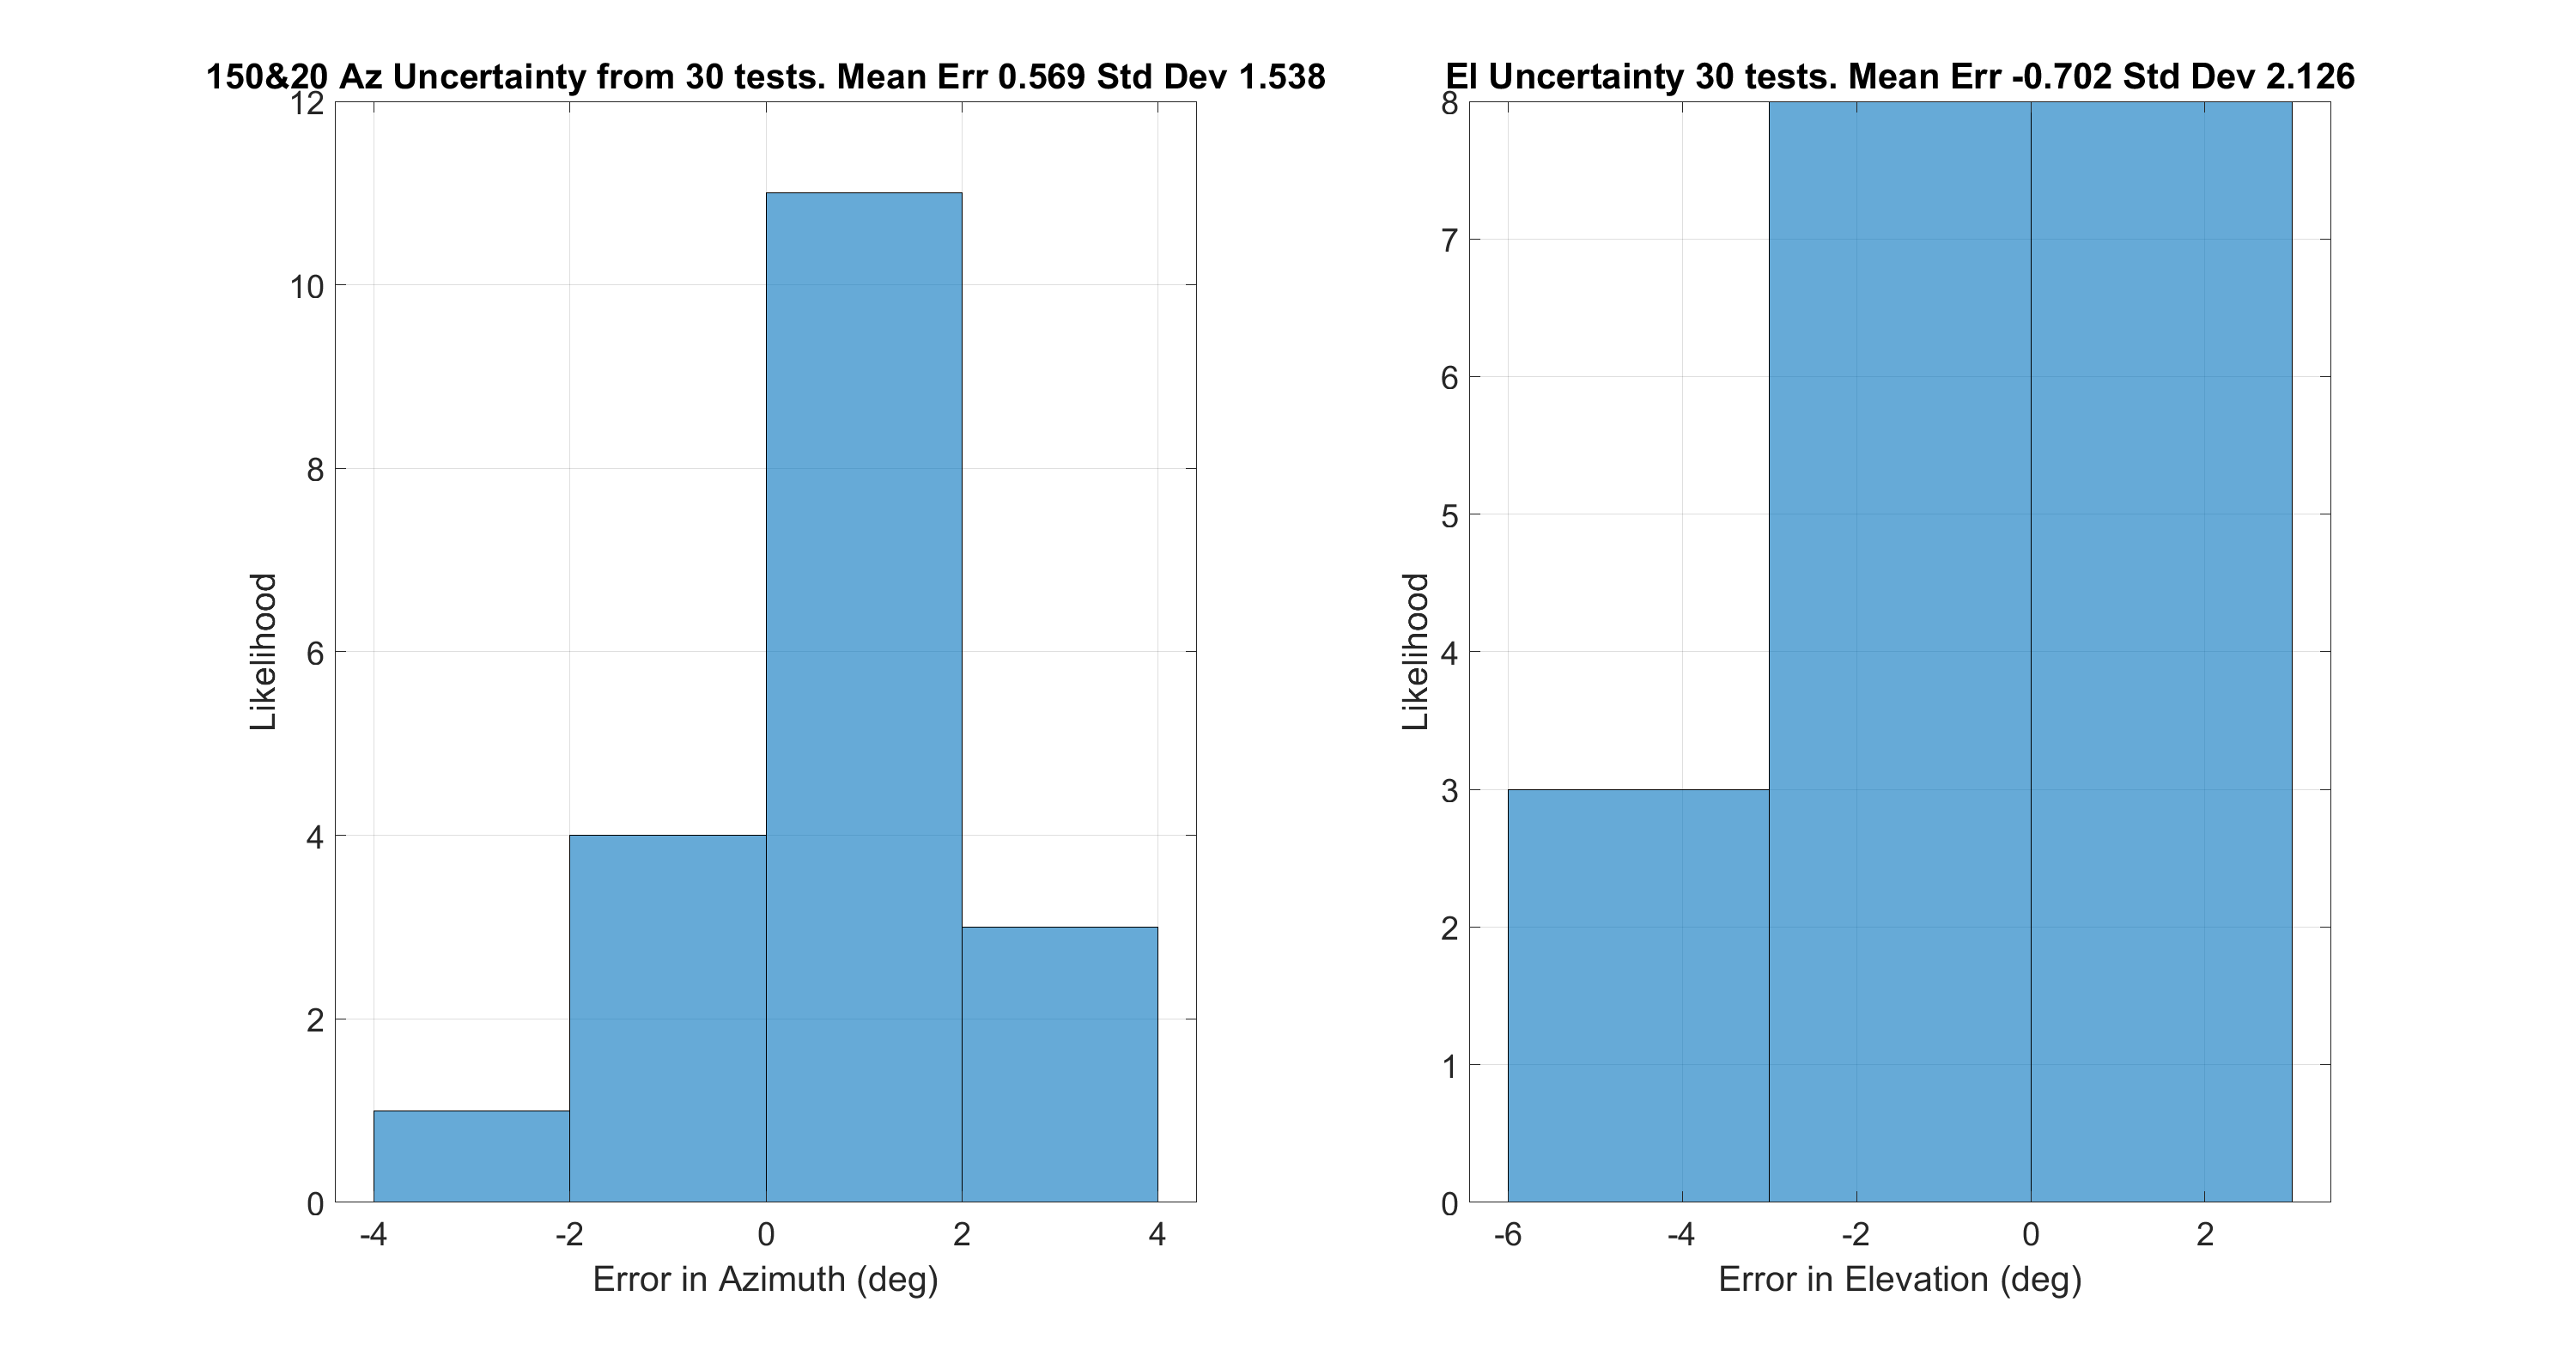 150&20 Az Uncertainty from 30 tests. Mean Err 0.569 Std Dev 1.538
12
10
8
6
4
2
0
Likelihood
-4 -2 0 2 4
Error in Azimuth (deg)
El Uncertainty 30 tests. Mean Err -0.702 Std Dev 2.126
8
7
6
5
4
3
2
1
0
Likelihood
-6 -4 -2 0 2
Error in Elevation (deg)